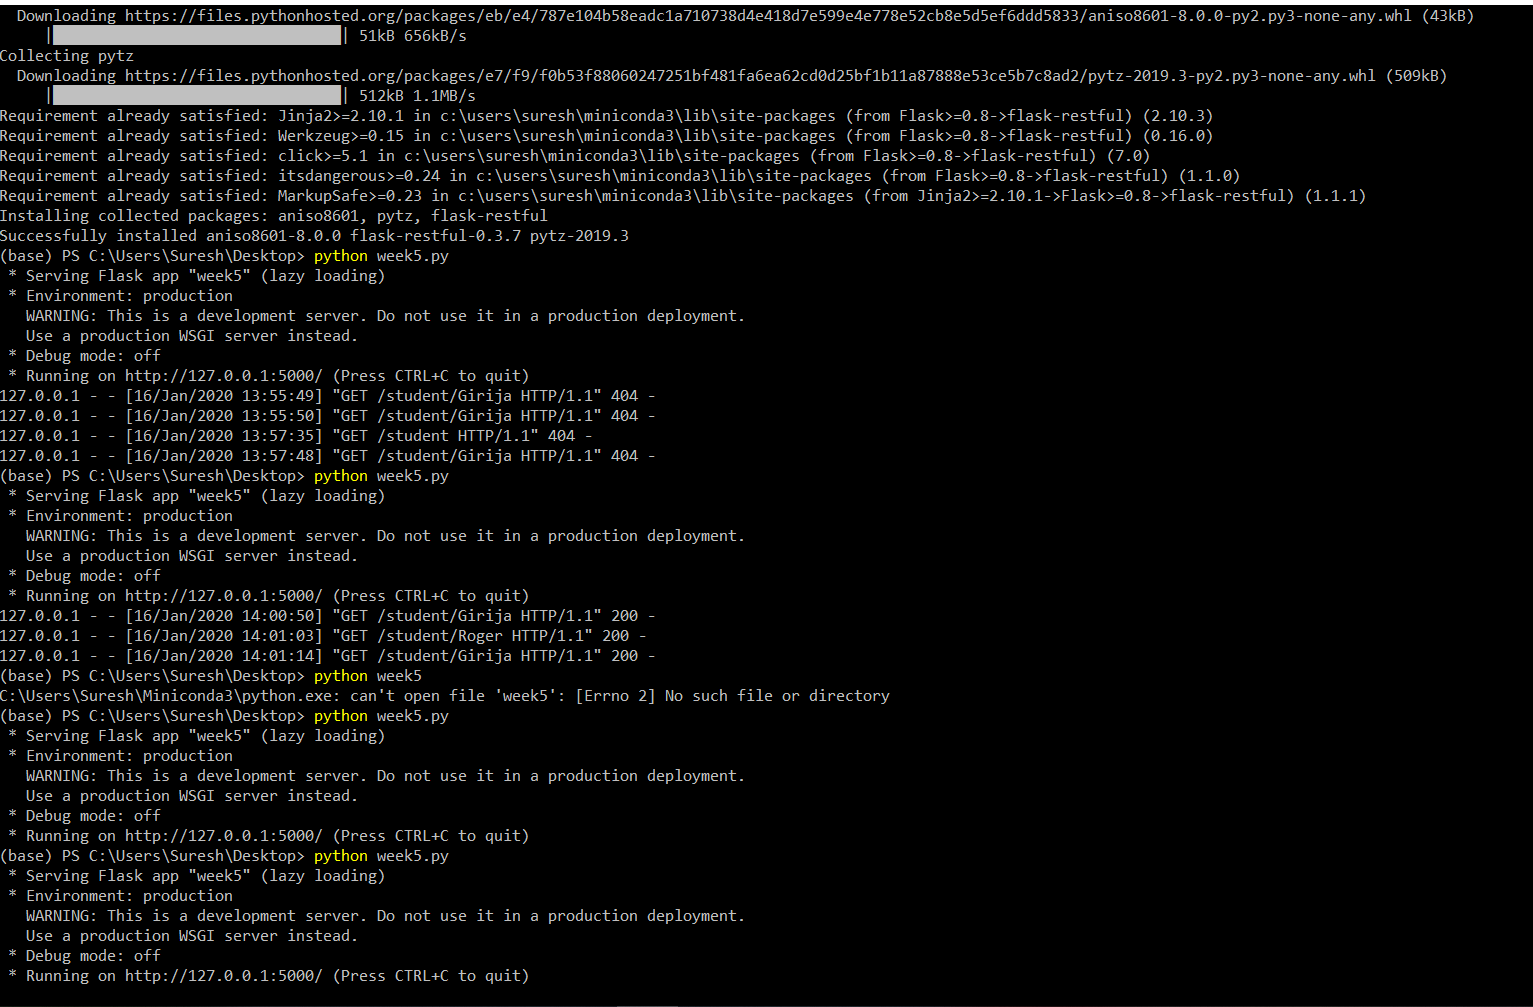 Downloading https://files.pythonhosted.org/packages/eb/e4/787e104b58eadc1a710738d4e418d7e599e4e778e52cb8e5d5ef6ddd5833/aniso8601-8.0.0-py2.py3-none-any.whl (43kB)
|████████████████████████████████| 51kB 656kB/s
Collecting pytz
Downloading https://files.pythonhosted.org/packages/e7/f9/f0b53f88060247251bf481fa6ea62cd0d25bf1b11a87888e53ce5b7c8ad2/pytz-2019.3-py2.py3-none-any.whl (509kB)
|████████████████████████████████| 512kB 1.1MB/s
Requirement already satisfied: Jinja2>=2.10.1 in c:\users\suresh\miniconda3\lib\site-packages (from Flask>=0.8->flask-restful) (2.10.3)
Requirement already satisfied: Werkzeug>=0.15 in c:\users\suresh\miniconda3\lib\site-packages (from Flask>=0.8->flask-restful) (0.16.0)
Requirement already satisfied: click>=5.1 in c:\users\suresh\miniconda3\lib\site-packages (from Flask>=0.8->flask-restful) (7.0)
Requirement already satisfied: itsdangerous>=0.24 in c:\users\suresh\miniconda3\lib\site-packages (from Flask>=0.8->flask-restful) (1.1.0)
Requirement already satisfied: MarkupSafe>=0.23 in c:\users\suresh\miniconda3\lib\site-packages (from Jinja2>=2.10.1->Flask>=0.8->flask-restful) (1.1.1)
Installing collected packages: aniso8601, pytz, flask-restful
Successfully installed aniso8601-8.0.0 flask-restful-0.3.7 pytz-2019.3
(base) PS C:\Users\Suresh\Desktop> python week5.py
* Serving Flask app "week5" (lazy loading)
* Environment: production
WARNING: This is a development server. Do not use it in a production deployment.
Use a production WSGI server instead.
* Debug mode: off
* Running on http://127.0.0.1:5000/ (Press CTRL+C to quit)
127.0.0.1 - - [16/Jan/2020 13:55:49] "GET /student/Girija HTTP/1.1" 404 -
127.0.0.1 - - [16/Jan/2020 13:55:50] "GET /student/Girija HTTP/1.1" 404 -
127.0.0.1 - - [16/Jan/2020 13:57:35] "GET /student HTTP/1.1" 404 -
127.0.0.1 - - [16/Jan/2020 13:57:48] "GET /student/Girija HTTP/1.1" 404 -
(base) PS C:\Users\Suresh\Desktop> python week5.py
* Serving Flask app "week5" (lazy loading)
* Environment: production
WARNING: This is a development server. Do not use it in a production deployment.
Use a production WSGI server instead.
* Debug mode: off
* Running on http://127.0.0.1:5000/ (Press CTRL+C to quit)
127.0.0.1 - - [16/Jan/2020 14:00:50] "GET /student/Girija HTTP/1.1" 200 -
127.0.0.1 - - [16/Jan/2020 14:01:03] "GET /student/Roger HTTP/1.1" 200 -
127.0.0.1 - - [16/Jan/2020 14:01:14] "GET /student/Girija HTTP/1.1" 200 -
(base) PS C:\Users\Suresh\Desktop> python week5
C:\Users\Suresh\Miniconda3\python.exe: can't open file 'week5': [Errno 2] No such file or directory
(base) PS C:\Users\Suresh\Desktop> python week5.py
* Serving Flask app "week5" (lazy loading)
* Environment: production
WARNING: This is a development server. Do not use it in a production deployment.
Use a production WSGI server instead.
* Debug mode: off
* Running on http://127.0.0.1:5000/ (Press CTRL+C to quit)
(base) PS C:\Users\Suresh\Desktop> python week5.py
* Serving Flask app "week5" (lazy loading)
* Environment: production
WARNING: This is a development server. Do not use it in a production deployment.
Use a production WSGI server instead.
* Debug mode: off
* Running on http://127.0.0.1:5000/ (Press CTRL+C to quit)